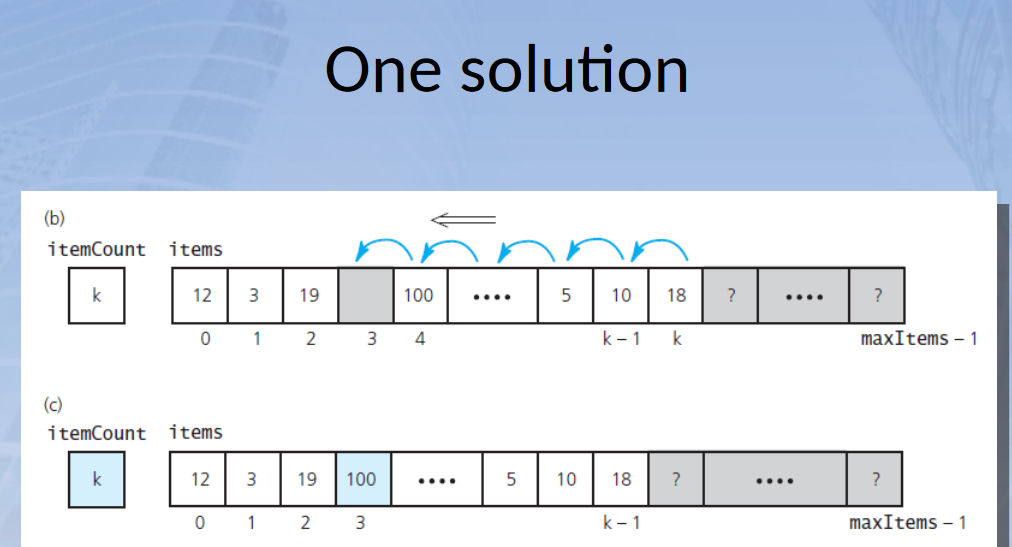 One solution
(b)
itemCount items
k 12 3 19 100 •••• 5 10 18 ? •••• ?
0 1 2 3 4 k – 1 k maxItems – 1
(c)
itemCount items
k 12 3 19 100 •••• 5 10 18 ? •••• ?
0 1 2 3 k – 1 maxItems – 1